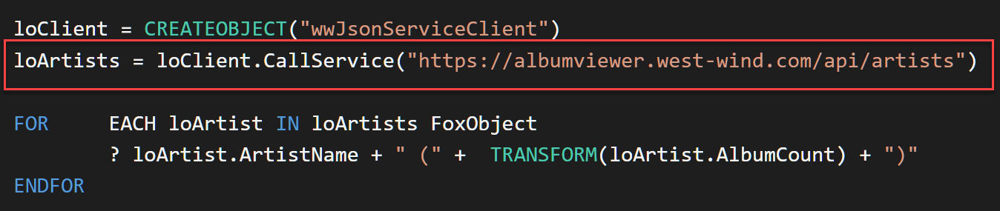 loClient = CREATEOBJECT("wwJsonServiceClient")
loArtists = loClient.CallService("https://albumviewer.west-wind.com/api/artists")
FOR     EACH loArtist IN loArtists FoxObject
        ? loArtist.ArtistName + " (" +  TRANSFORM(loArtist.AlbumCount) + ")"
ENDFOR